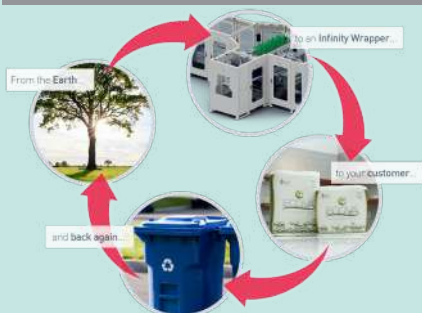 From the Earth...
to an Infinity Wrapper...
to your customer...
and back again...